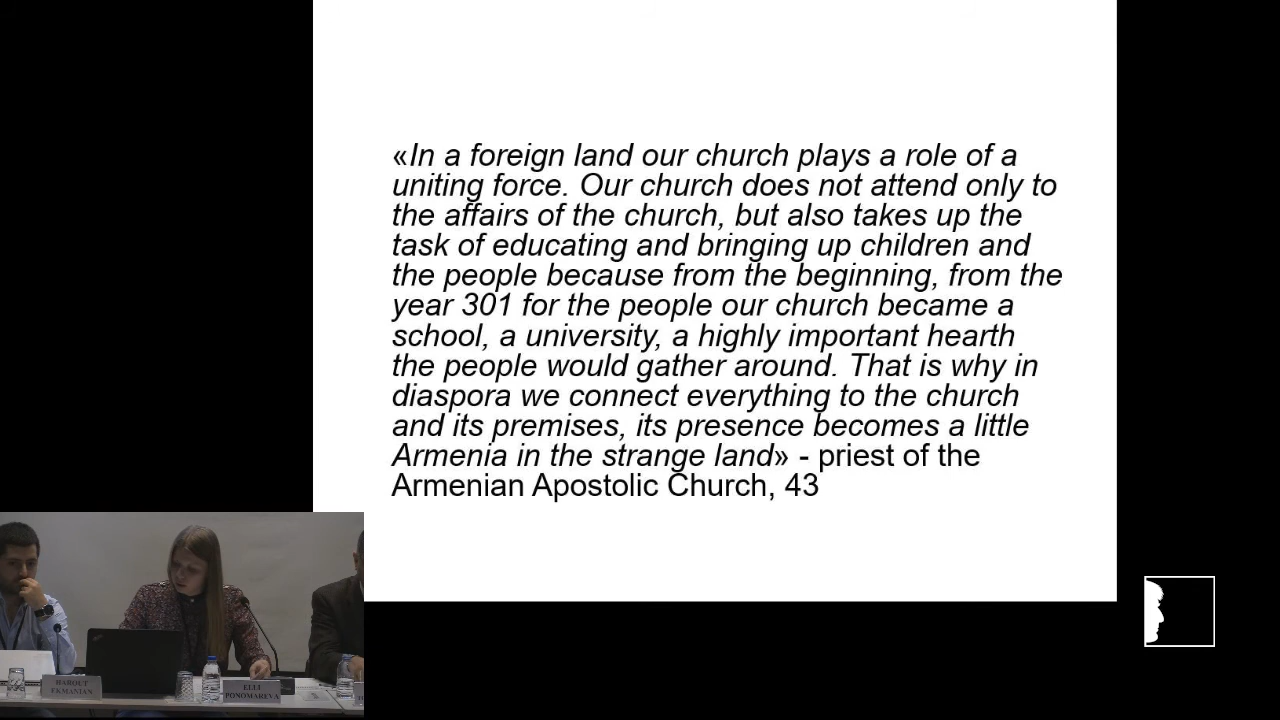 «In a foreign land our church plays a role of a
uniting force. Our church does not attend only to
the affairs of the church, but also takes up the
task of educating and bringing up children and
the people because from the beginning, from the
year 301 for the people our church became a
school, a university, a highly important hearth
the people would gather around. That is why in
diaspora we connect everything to the church
and its premises, its presence becomes a little
Armenia in the strange land» - priest of the
Armenian Apostolic Church, 43
HAROUT
EKMANIAN
ELLI
PONOMAREVA